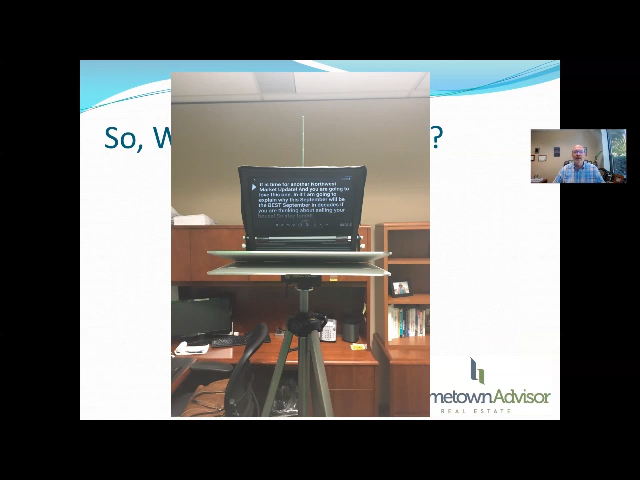 So, W ?
It is time for another Northwest
Market Update! And you are going to
love this one. In it I am going to
explain why this September will be
the BEST September in decades if
you are thinking about selling your
metownAdvisor
REAL ESTATE